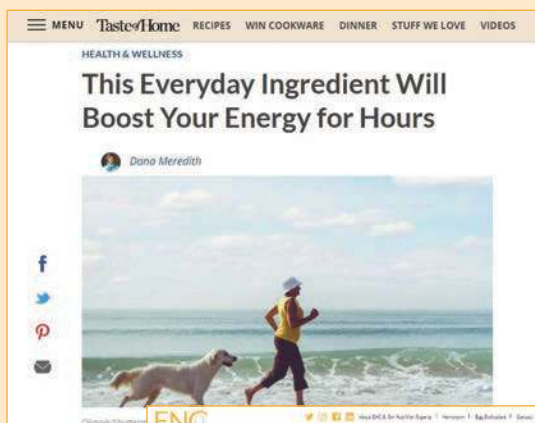 MENU Taste of Home RECIPES WIN COOKWARE DINNER STUFF WE LOVE VIDEOS
HEALTH & WELLNESS
This Everyday Ingredient Will
Boost Your Energy for Hours
Dana Meredith
ENC